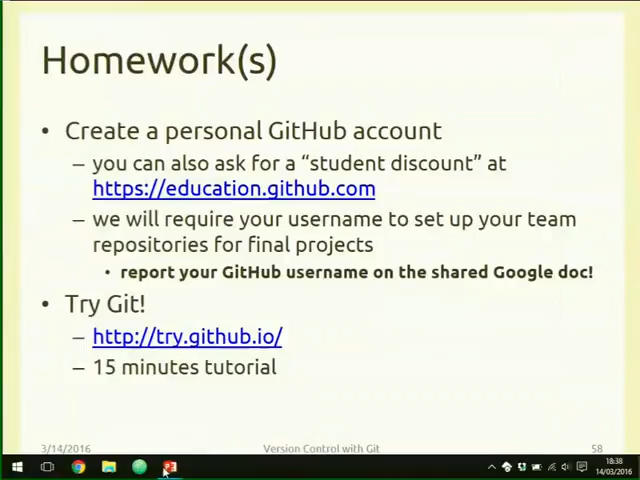 Homework(s)
• Create a personal GitHub account
– you can also ask for a “student discount” at
https://education.github.com
– we will require your username to set up your team
repositories for final projects
• report your GitHub username on the shared Google doc!
• Try Git!
– http://try.github.io/
– 15 minutes tutorial
3/14/2016
Version Control with Git
58
18:38
14/03/2016